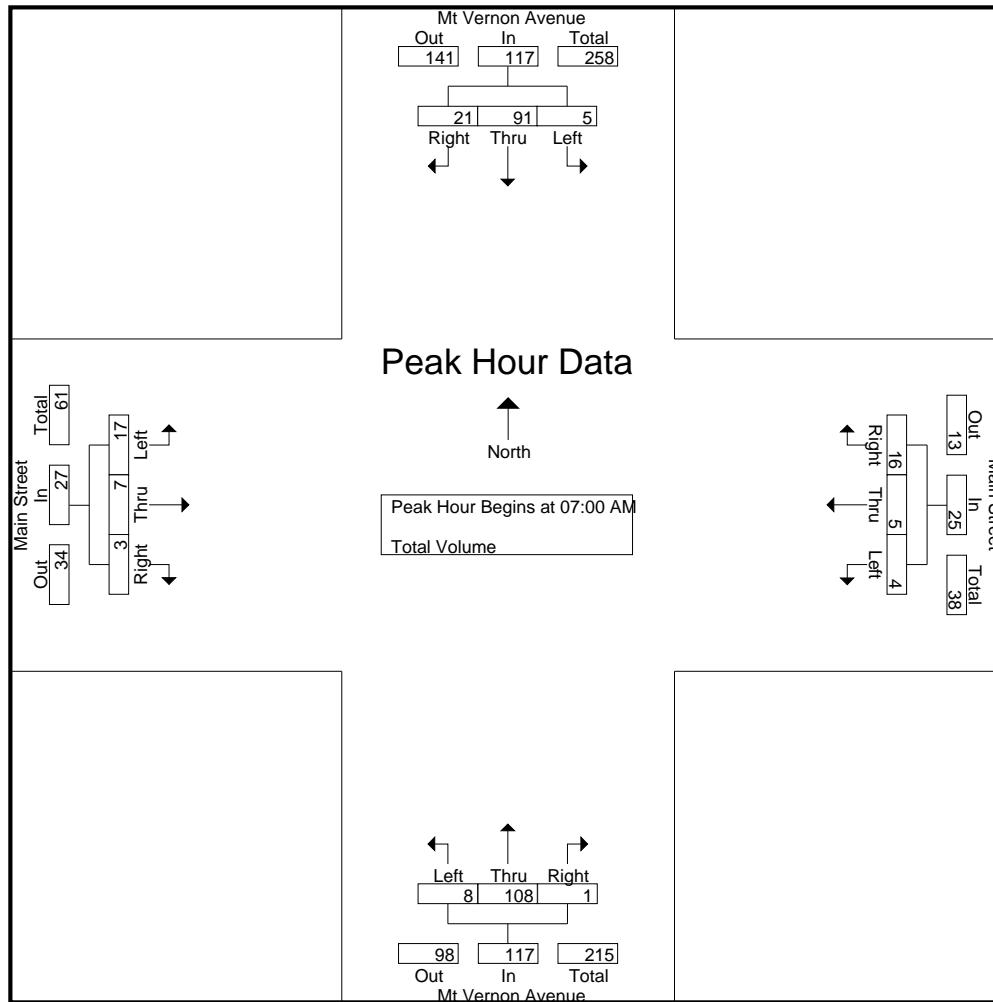 Mt Vernon Avenue
Out In Total
141 117 258
21 91 5
Right Thru Left
Peak Hour Data
North
Peak Hour Begins at 07:00 AM
Total Volume
Main Street
Total In Out
61 27 34
17 7 3
Left Thru Right
Main Street
Out In Total
13 25 38
16 5 4
Right Thru Left
Left Thru Right
8 108 1
98 117 215
Out In Total
Mt Vernon Avenue